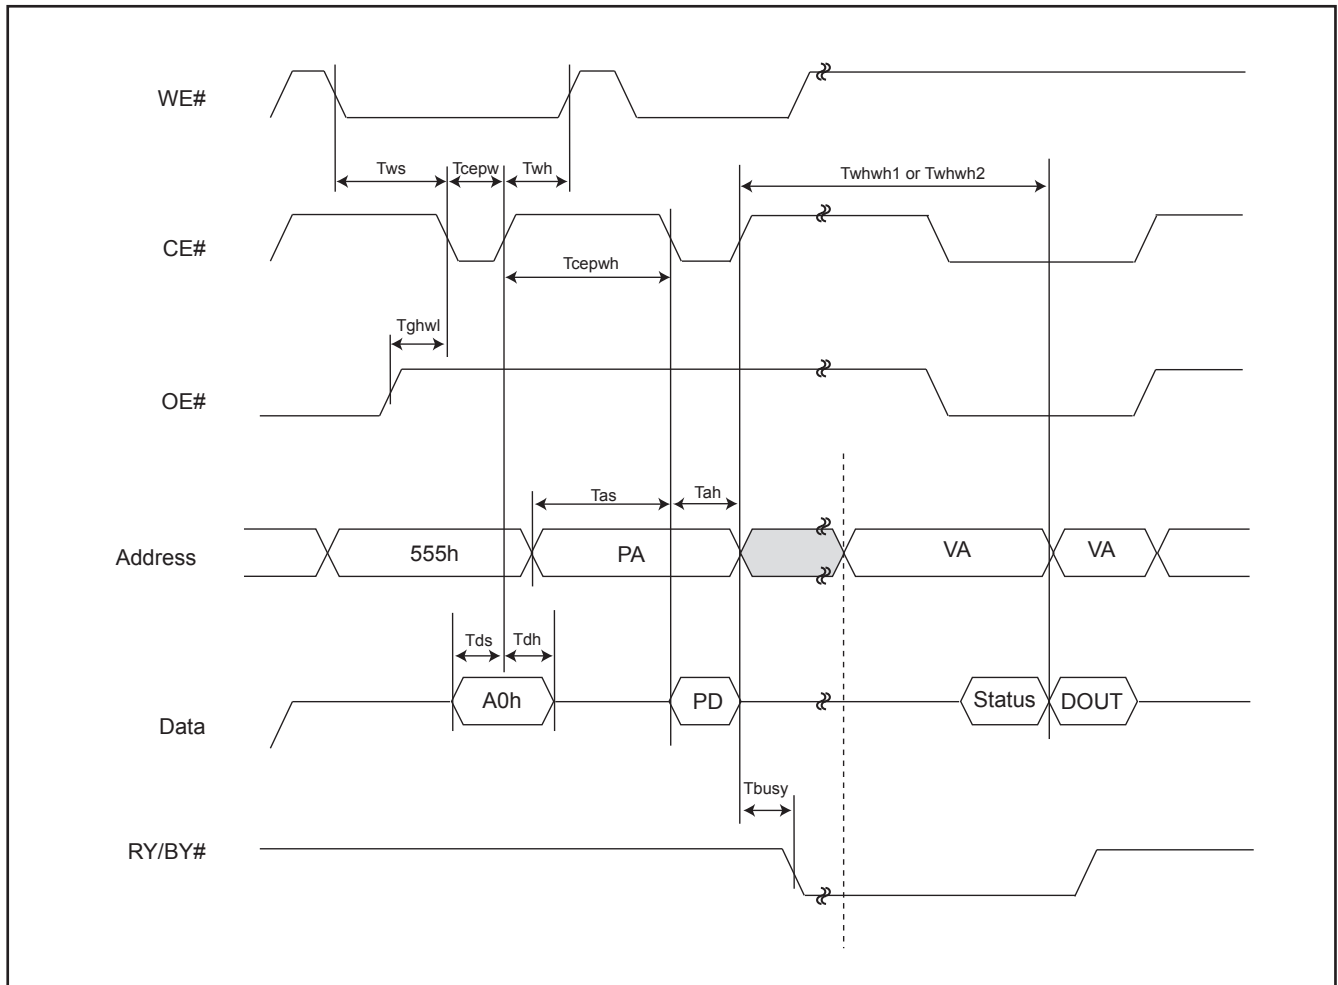 WE#
Tws
Tcepw
Twh
Twhwh1 or Twhwh2
CE#
Tcepwh
Tghwl
OE#
Tas
Tah
Address
555h
PA
VA
VA
Tds
Tdh
Data
A0h
PD
Status
DOUT
Tbusy
RY/BY#